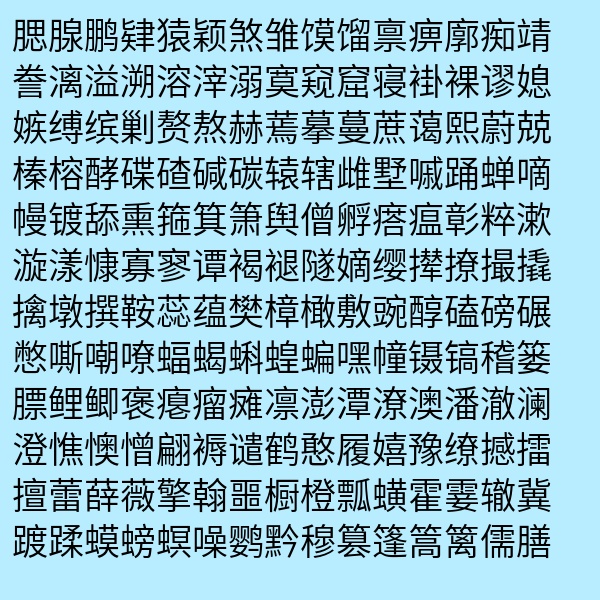 腮腺鹏肄猿颖煞雏馍馏禀痹廓痴靖
誊漓溢溯溶滓溺寞窥窟寝褂裸谬媳
嫉缚缤剿赘熬赫蔫摹蔓蔗蔼熙蔚兢
榛榕酵碟碴碱碳辕辖雌墅嘁踊蝉嘀
幔镀舔熏箍箕箫舆僧孵瘩瘟彰粹漱
漩漾慷寡寥谭褐褪隧嫡缨撵撩撮撬
擒墩撰鞍蕊蕴樊樟橄敷豌醇磕磅碾
憋嘶嘲嘹蝠蝎蝌蝗蝙嘿幢镊镐稽篓
膘鲤鲫褒瘪瘤瘫凛澎潭潦澳潘澈澜
澄憔懊憎翩褥谴鹤憨履嬉豫缭撼擂
擅蕾薛薇擎翰噩橱橙瓢蟥霍霎辙冀
踱蹂蟆螃螟噪鹦黔穆篡篷篙篱儒膳